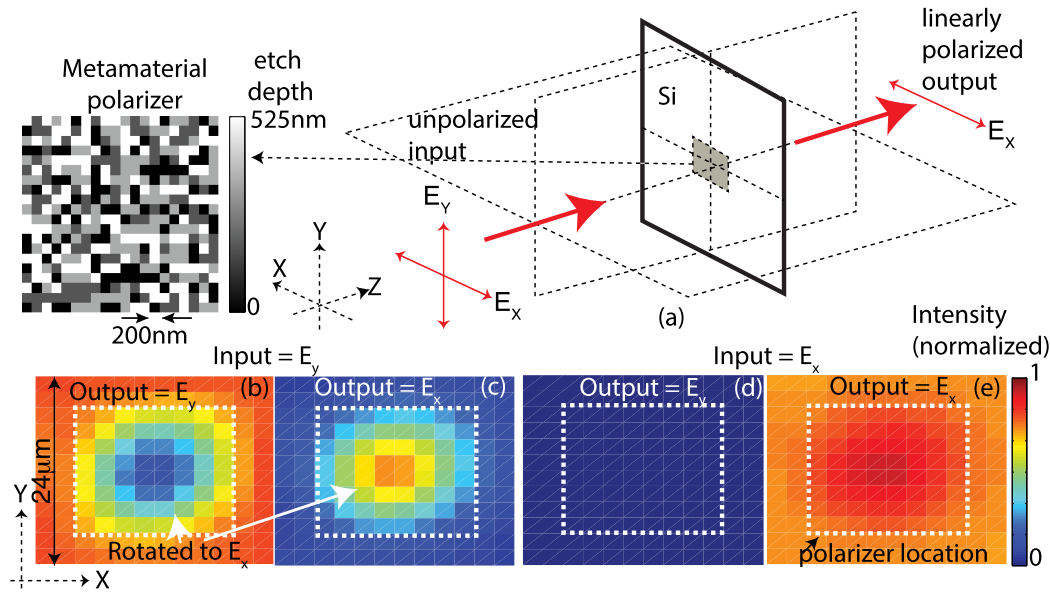 Metamaterial
polarizer
etch
depth
525nm
0
200nm
unpolarized
input
Si
linearly
polarized
output
E_X
E_Y
E_X
Y
X
Z
(a)
Input = E_y
Input = E_x
Intensity
(normalized)
Output = E_y
(b)
Output = E_x
(c)
Output = E_y
(d)
Output = E_x
(e)
1
0
24μm
Y
X
Rotated to E_x
polarizer location